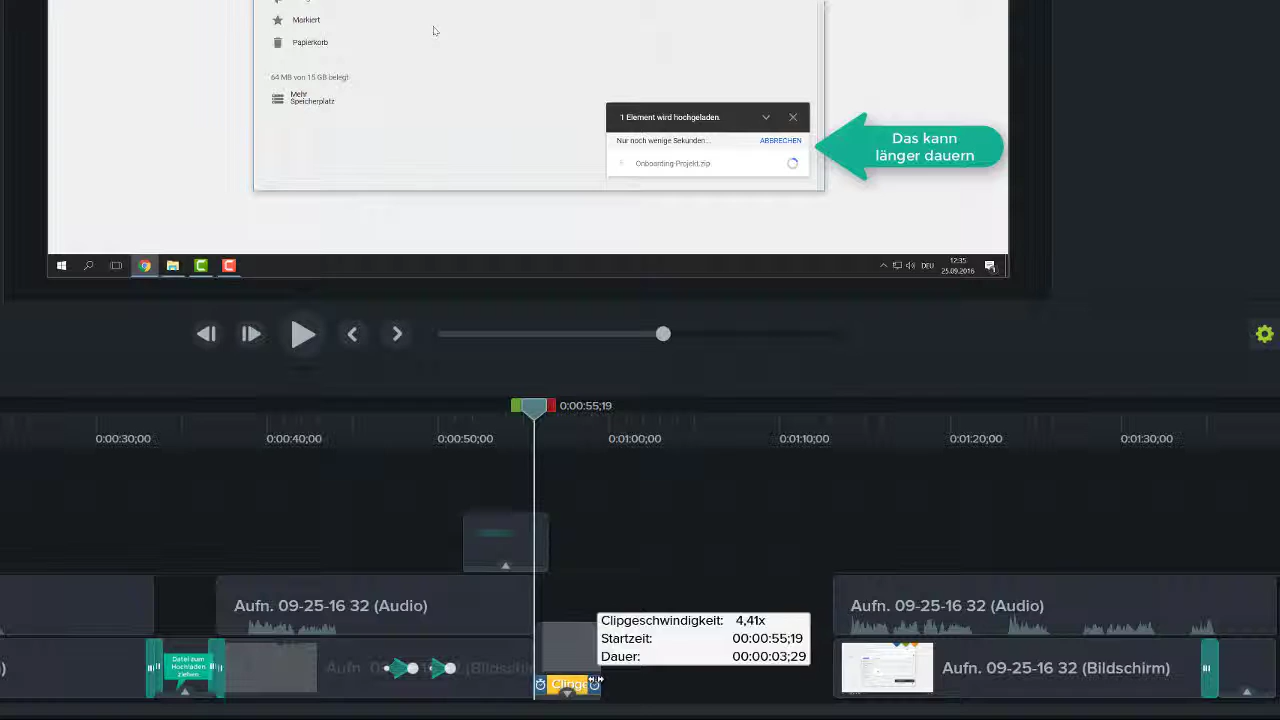 Markiert
Papierkorb
64 MB von 15 GB belegt
Mehr
Speicherplatz
1 Element wird hochgeladen.
Nur noch wenige Sekunden... ABBRECHEN
Onboarding-Projekt.zip
Das kann
länger dauern
DEU
12:35
25.09.2016
0:00:55;19
0:00:30;00 0:00:40;00 0:00:50;00 0:01:00;00 0:01:10;00 0:01:20;00 0:01:30;00
Aufn. 09-25-16 32 (Audio)
Aufn. 09-25-16 32 (Audio)
Clipgeschwindigkeit: 4,41x
Startzeit: 00:00:55;19
Dauer: 00:00:03;29
Datei zum
Hochladen
ziehen
Aufn. 09-25-16 32 (Bildschirm)